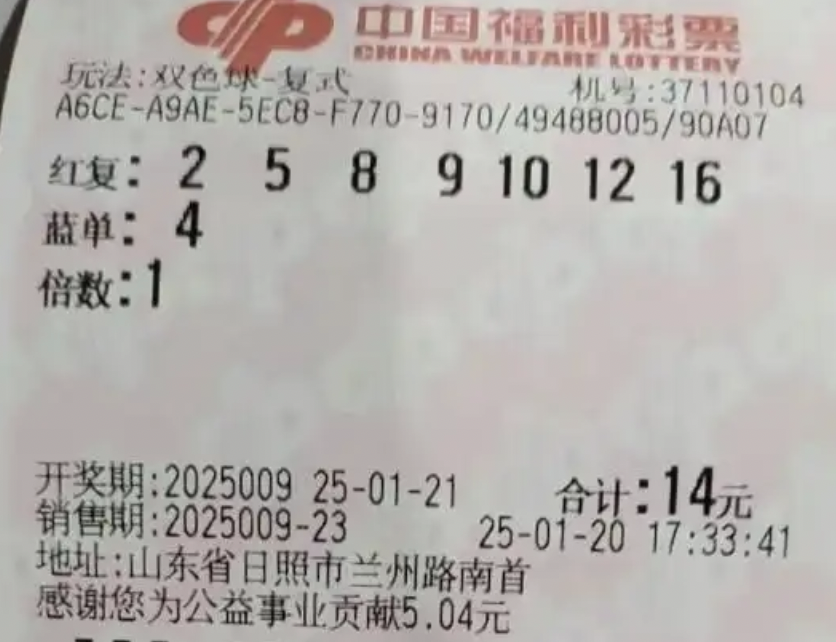 中国福利彩票
CHINA WELFARE LOTTERY
玩法:双色球-复式 机号:37110104
A6CE-A9AE-5EC8-F770-9170/49488005/90A07
红复: 2 5 8 9 10 12 16
蓝单: 4
倍数:1
开奖期:2025009 25-01-21 合计:14元
销售期:2025009-23 25-01-20 17:33:41
地址:山东省日照市兰州路南首
感谢您为公益事业贡献5.04元